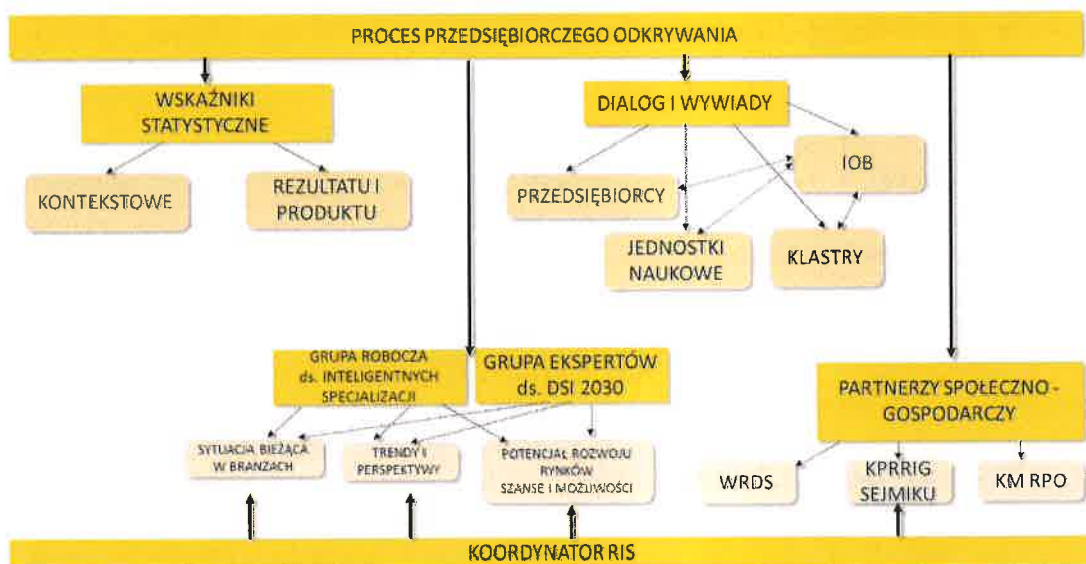 PROCES PRZEDSIĘBIORCZEGO ODKRYWANIA
WSKAŹNIKI
STATYSTYCZNE
KONTEKSTOWE
REZULTATU I
PRODUKTU
DIALOG I WYWIADY
IOB
PRZEDSIĘBIORCY
JEDNOSTKI
NAUKOWE
KLASTRY
GRUPA ROBOCZA
ds. INTELIGENTNYCH
SPECJALIZACJI
GRUPA EKSPERTÓW
ds. DSI 2030
SYTUACJA BIEŻĄCA
W BRANŻACH
TRENDY I
PERSPEKTYWY
POTENCJAŁ ROZWOJU
RYNKÓW
SZANSE I MOŻLIWOŚCI
PARTNERZY SPOŁECZNO -
GOSPODARCZY
WRDS
KPRRIG
SEJMIKU
KM RPO
KOORDYNATOR RIS